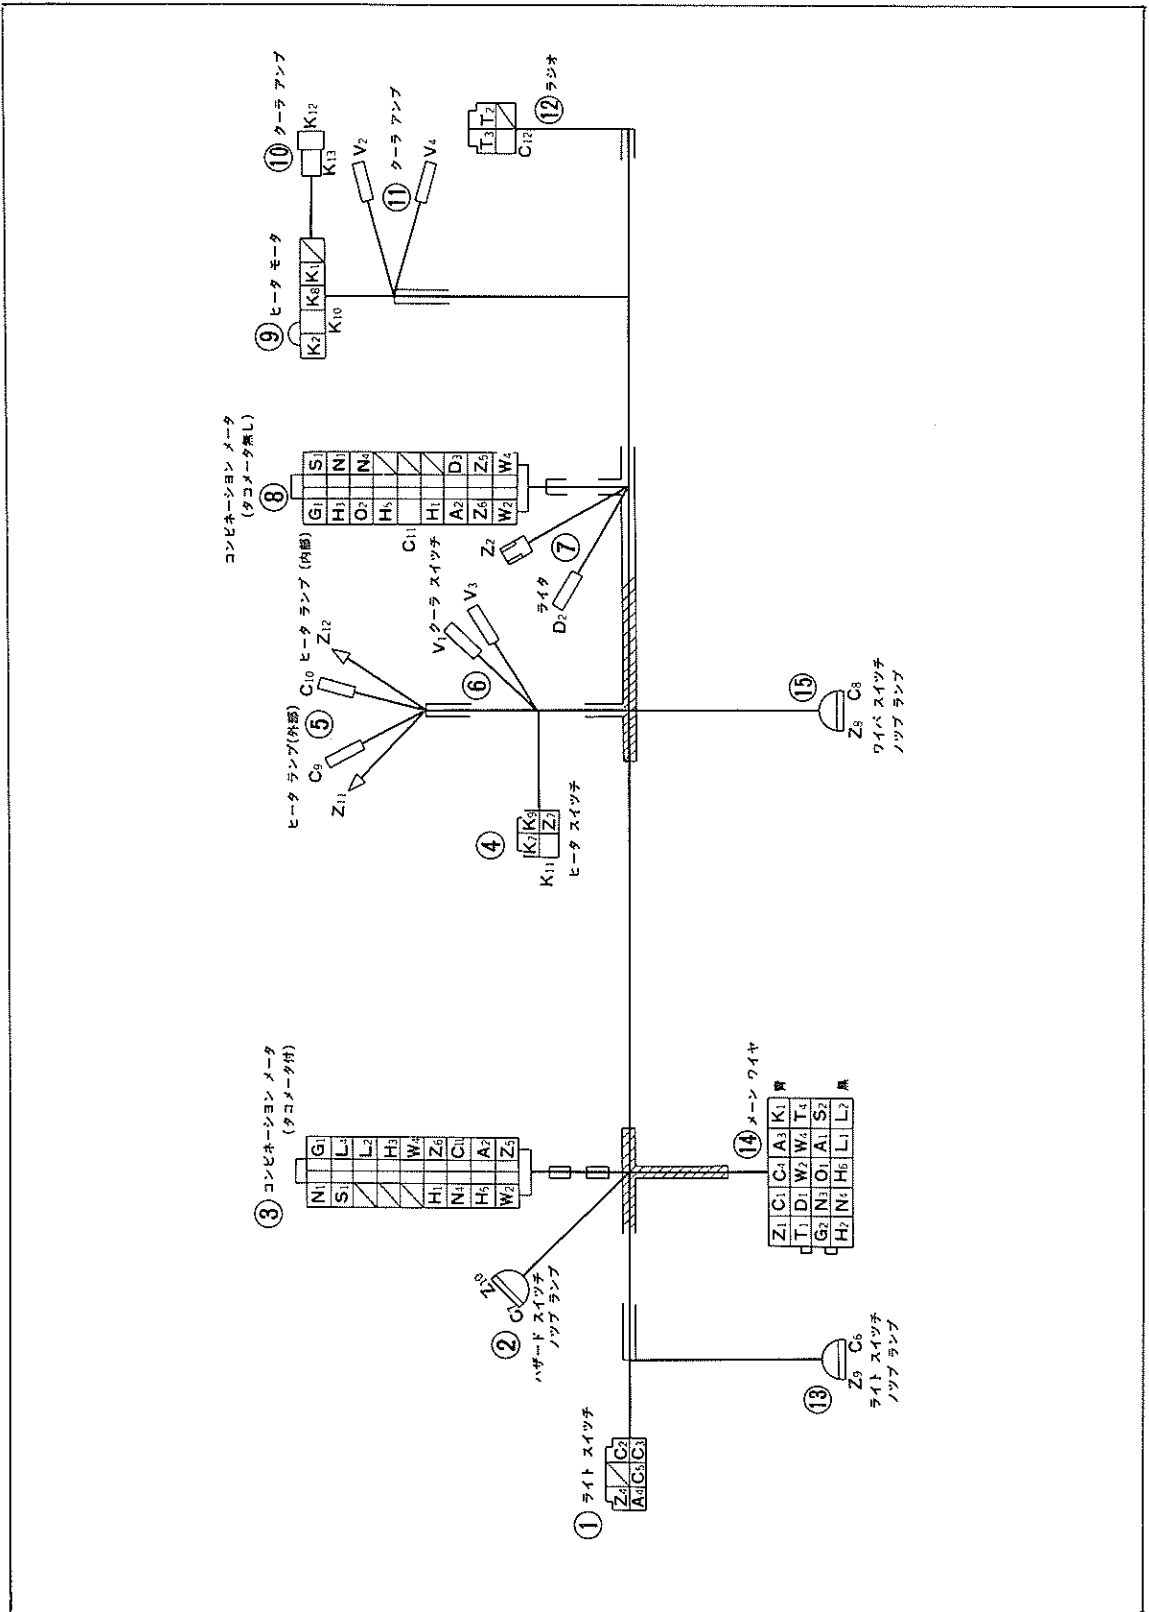 ① ライト スイッチ
Z4 C2
A4 C5 C3
② ハザード スイッチ
ノップ ランプ
Z10
③ コンビネーション メータ
(タコメータ付)
N1 G1
S1 L3
L2
H3
W4
H1 Z6
N4 C11
H5 A2
W2 Z5
④ ヒータ スイッチ
K7 K9
Z7
K11
⑤
ヒータ ランプ(外部)
Z11
C9
ヒータ ランプ(内部)
C10
Z12
⑥ クーラ スイッチ
V1
V3
⑦ ライタ
D2
Z2
⑧ コンビネーション メータ
(タコメータ無し)
G1 S1
H3 N1
O2 N4
H5
C11
H1
A2 D3
Z6 Z5
W2 W4
⑨ ヒータ モータ
K2 K8 K1
K10
⑩ クーラ アンプ
K13 K12
⑪ クーラ アンプ
V2
V4
⑫ ラジオ
T3 T2
C12
⑬ ライト スイッチ
ノップ ランプ
Z9 C6
⑭ メーン ワイヤ
Z1 C1 C4 A3 K1
T1 D1 W2 W4 T4
G2 N3 O1 A1 S2
H2 N4 H6 L1 L2
黒
⑮
Z8 C8
ワイパ スイッチ
ノップ ランプ